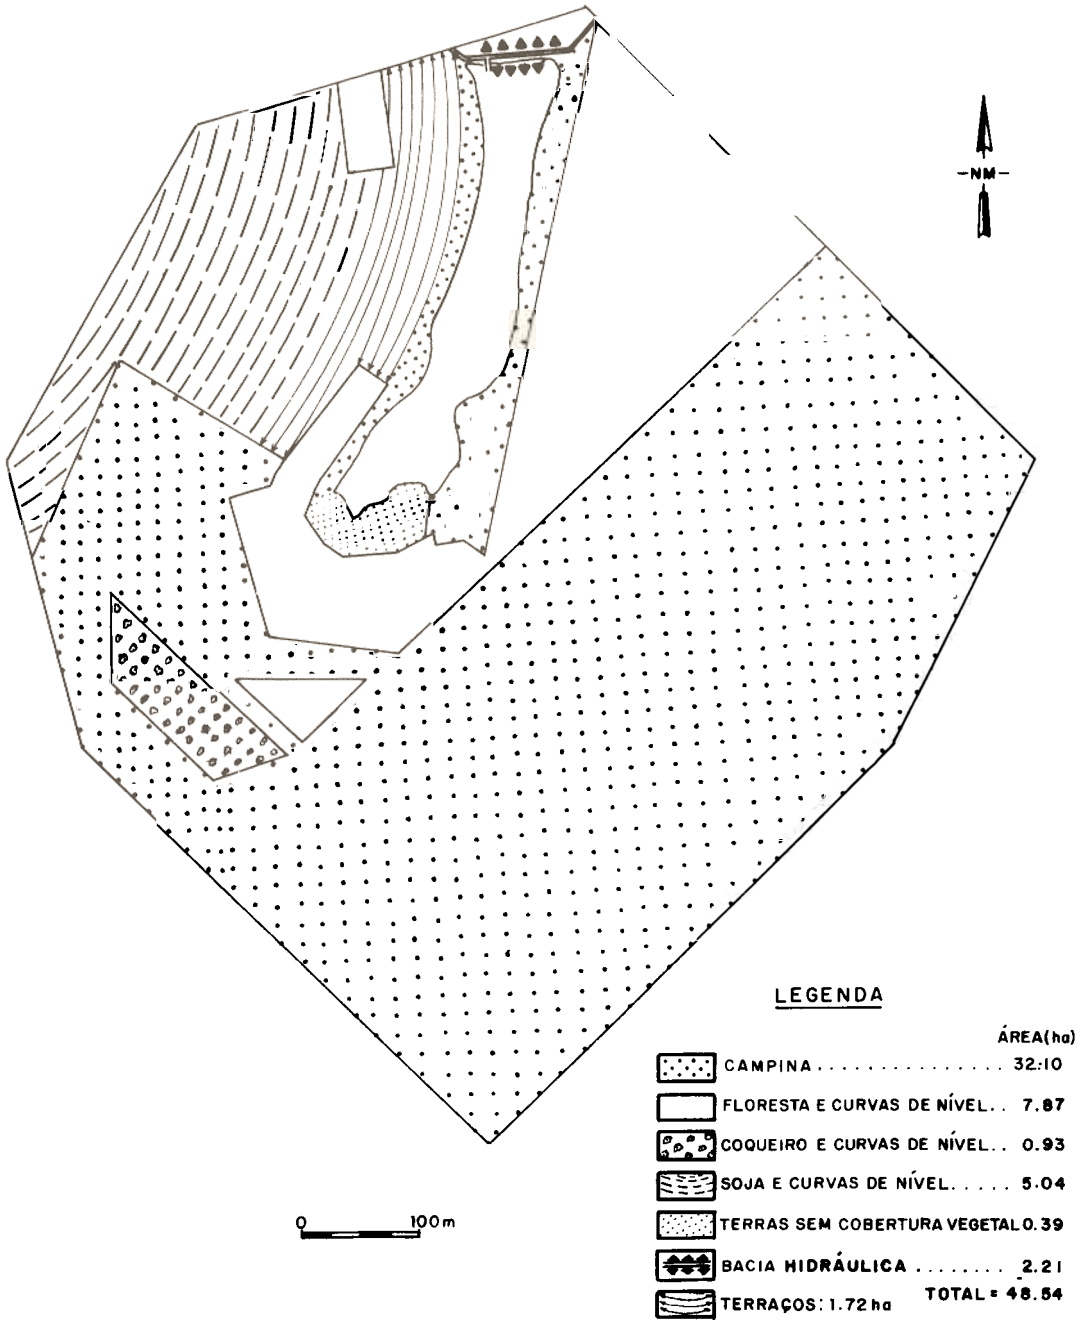 -NM-
LEGENDA
ÁREA(ha)
CAMPINA . . . . . . . . . . . . . . . 32.10
FLORESTA E CURVAS DE NÍVEL. . 7.87
COQUEIRO E CURVAS DE NÍVEL. . 0.93
SOJA E CURVAS DE NÍVEL. . . . . 5.04
TERRAS SEM COBERTURA VEGETAL 0.39
BACIA HIDRÁULICA . . . . . . . . 2.21
TOTAL = 48.54
TERRAÇOS: 1.72 ha
0 100 m